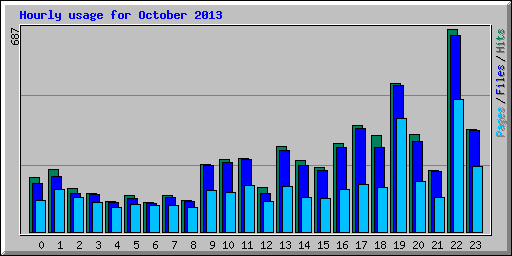 Hourly usage for October 2013
687
Pages / Files / Hits
0 1 2 3 4 5 6 7 8 9 10 11 12 13 14 15 16 17 18 19 20 21 22 23